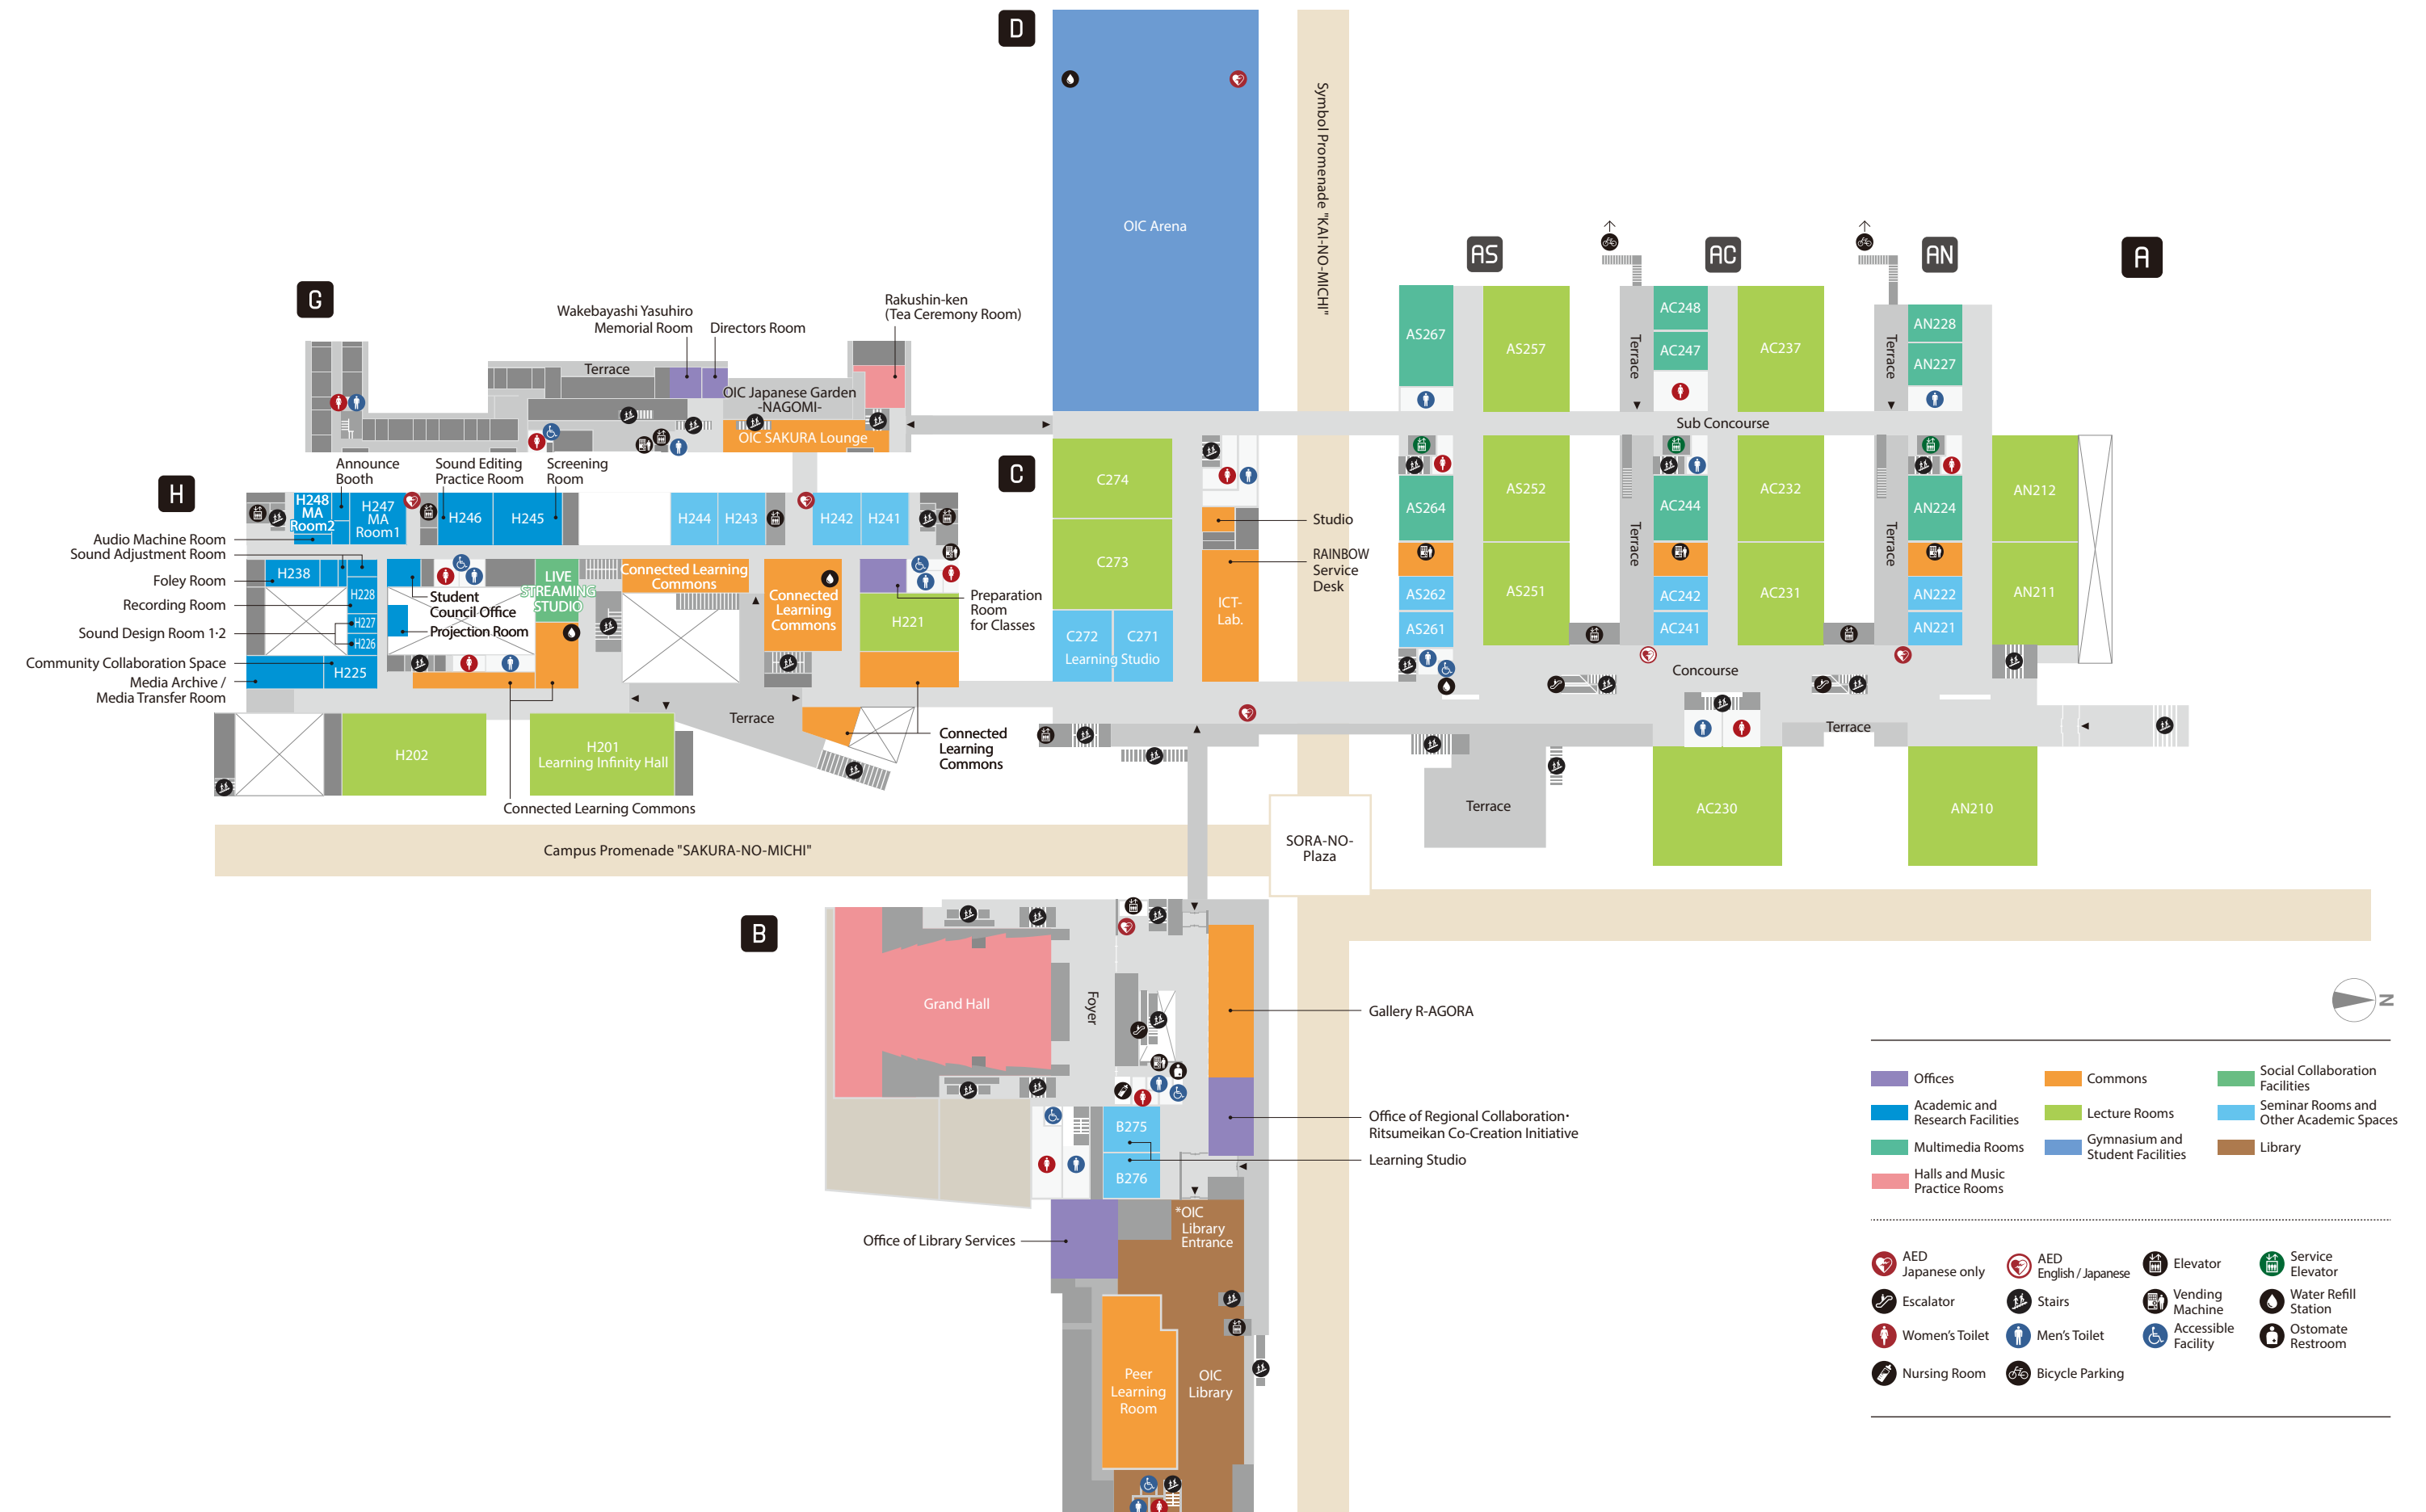 D
Symbol Promenade "KAI-NO-MICHI"
OIC Arena
AS
AC
AN
A
AS267
AS257
AC248
AC247
AC237
AN228
AN227
Terrace
Terrace
Sub Concourse
G
Wakebayashi Yasuhiro
Memorial Room
Directors Room
Rakushin-ken
(Tea Ceremony Room)
Terrace
OIC Japanese Garden
-NAGOMI-
OIC SAKURA Lounge
H
Announce
Booth
Sound Editing
Practice Room
Screening
Room
H248
MA
Room2
H247
MA
Room1
H246
H245
H244
H243
H242
H241
Audio Machine Room
Sound Adjustment Room
Foley Room
Recording Room
Sound Design Room 1·2
Community Collaboration Space
Media Archive /
Media Transfer Room
H238
H228
H227
H226
H225
Student
Council Office
Projection Room
LIVE
STREAMING
STUDIO
Connected Learning
Commons
Connected
Learning
Commons
H221
Preparation
Room
for Classes
H202
H201
Learning Infinity Hall
Terrace
Connected
Learning
Commons
Connected Learning Commons
C
C274
C273
C272
C271
Learning Studio
Studio
RAINBOW
Service
Desk
ICT-
Lab.
AS264
AS252
AS262
AS251
AS261
Terrace
AC244
AC232
AC242
AC231
AC241
Terrace
AN224
AN212
AN222
AN211
AN221
Concourse
Terrace
Terrace
AC230
AN210
Campus Promenade "SAKURA-NO-MICHI"
SORA-NO-
Plaza
B
Grand Hall
Foyer
Gallery R-AGORA
Office of Regional Collaboration·
Ritsumeikan Co-Creation Initiative
Learning Studio
B275
B276
Office of Library Services
*OIC
Library
Entrance
Peer
Learning
Room
OIC
Library
N
Offices
Commons
Social Collaboration
Facilities
Academic and
Research Facilities
Lecture Rooms
Seminar Rooms and
Other Academic Spaces
Multimedia Rooms
Gymnasium and
Student Facilities
Library
Halls and Music
Practice Rooms
AED
Japanese only
AED
English / Japanese
Elevator
Service
Elevator
Escalator
Stairs
Vending
Machine
Water Refill
Station
Women's Toilet
Men's Toilet
Accessible
Facility
Ostomate
Restroom
Nursing Room
Bicycle Parking